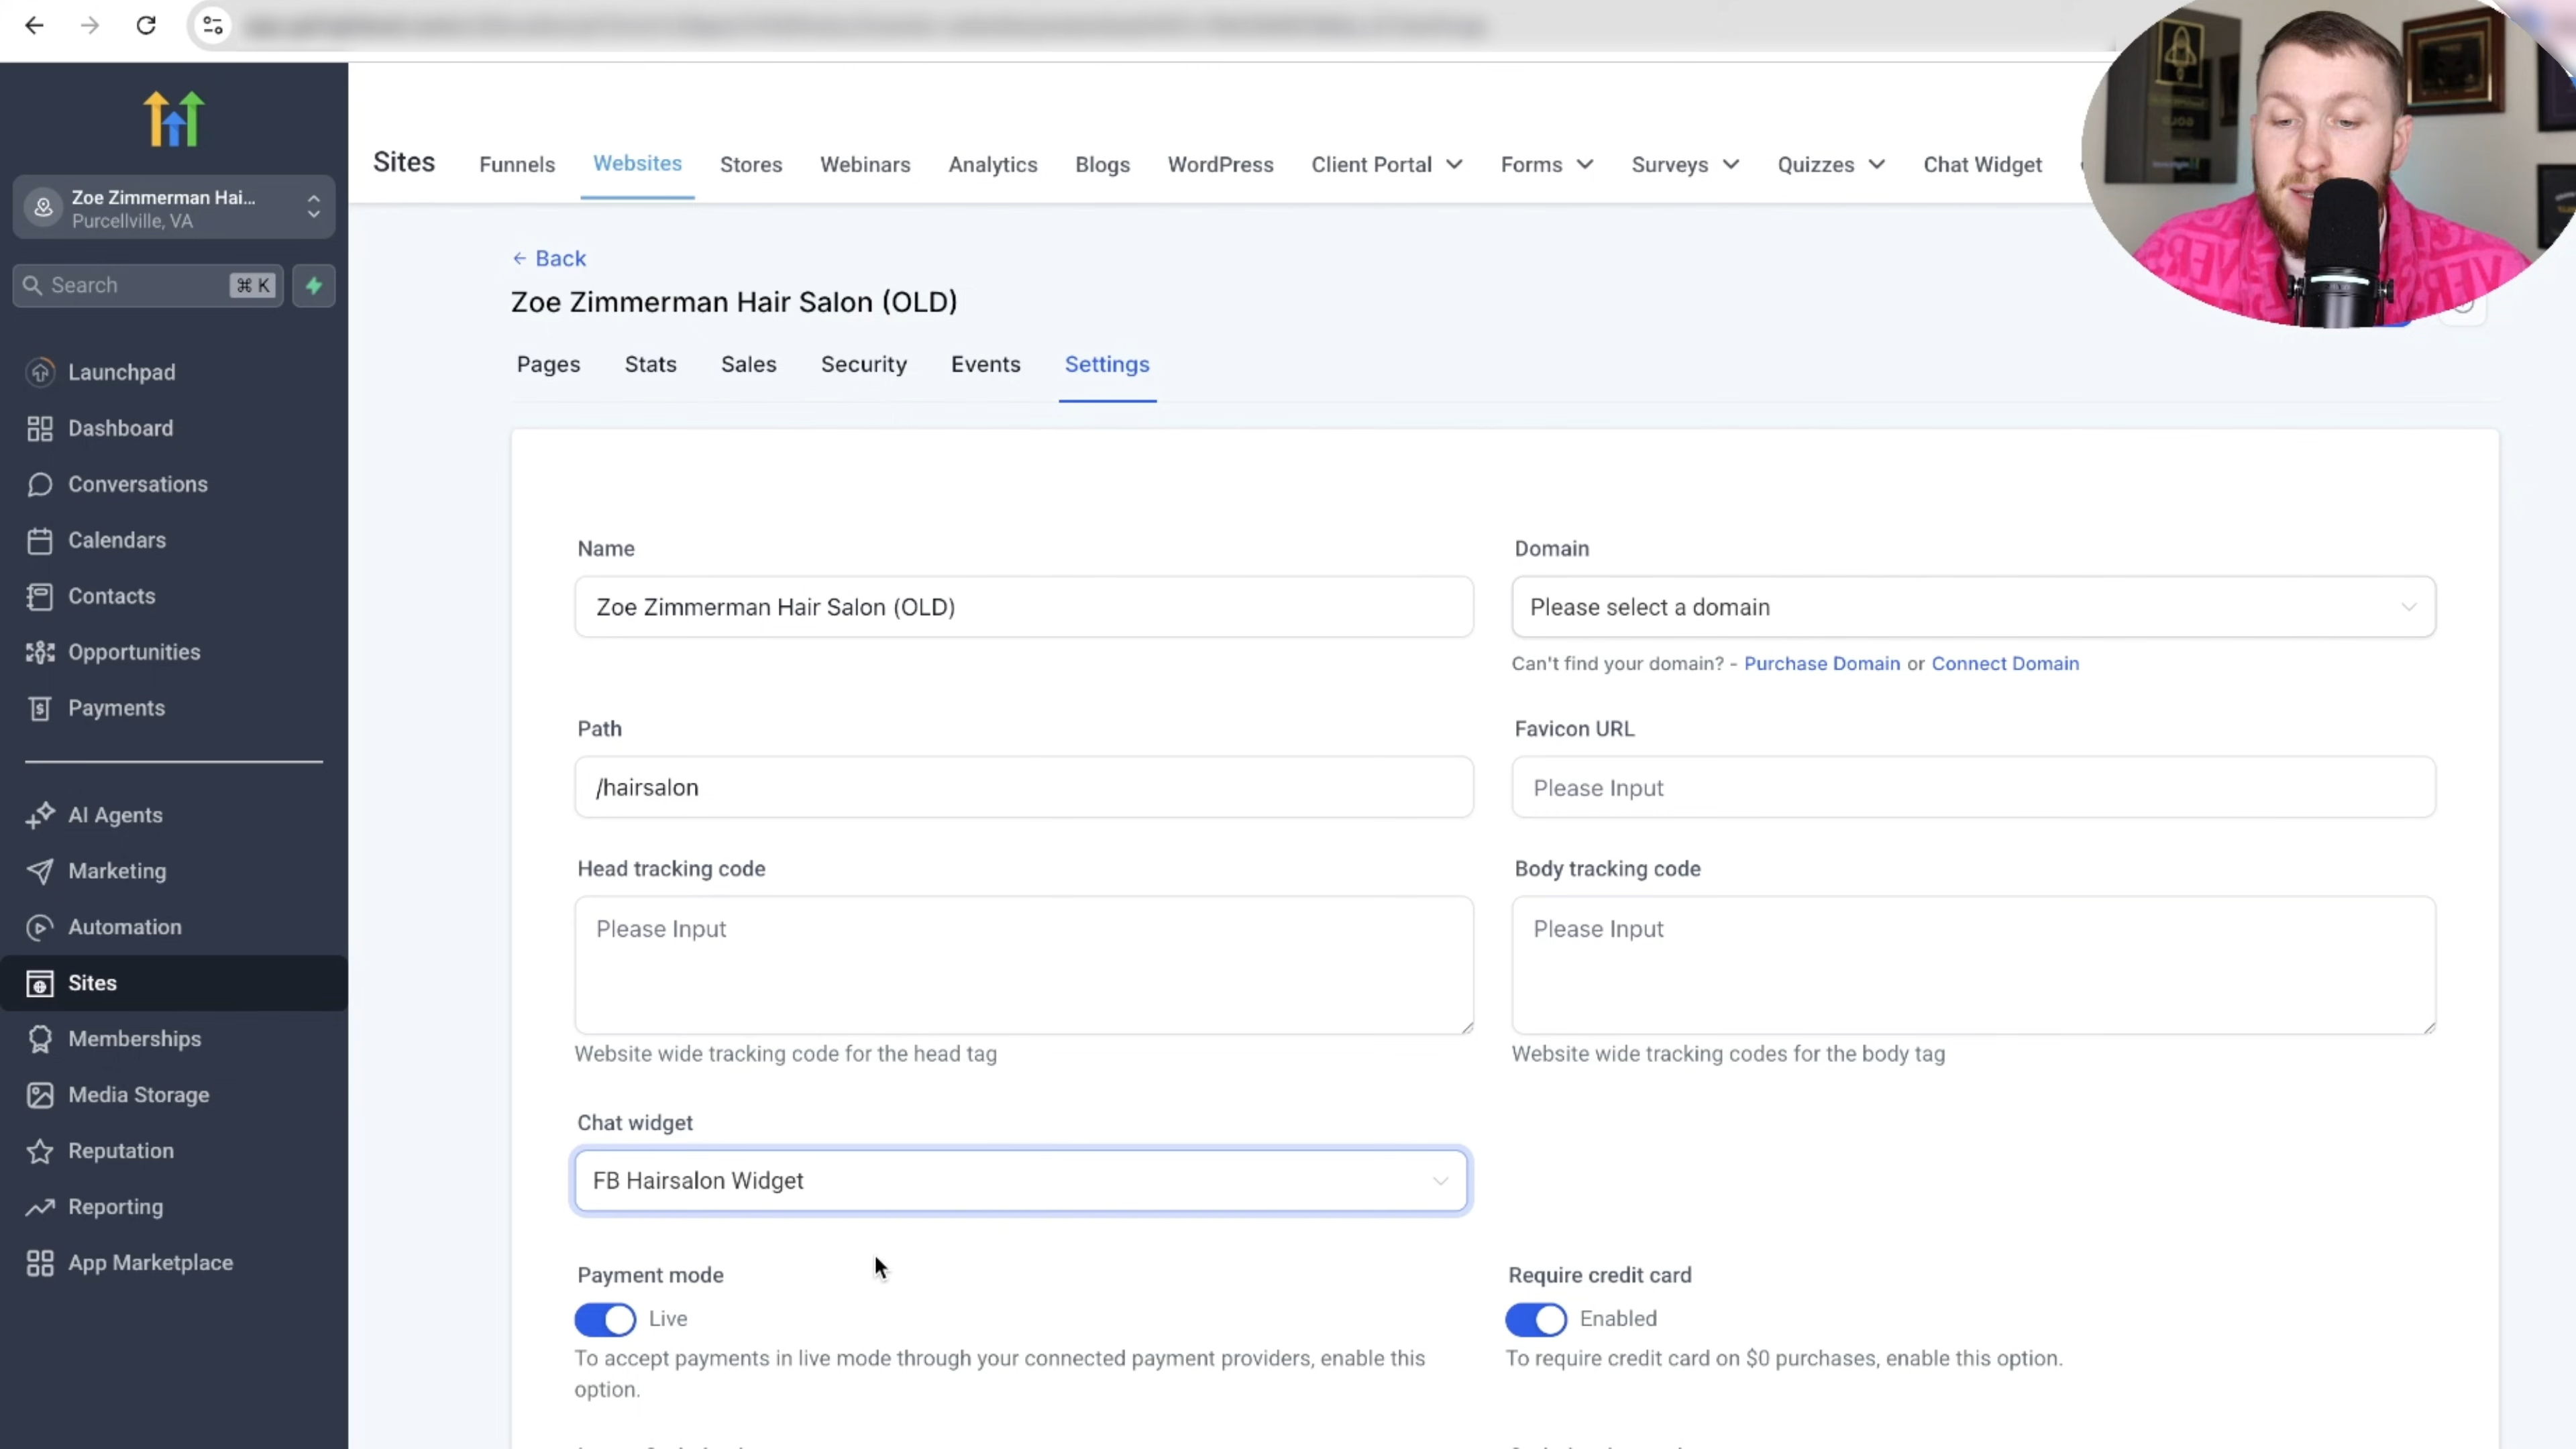 Zoe Zimmerman Hai...
Purcellville, VA
Search
⌘ K
Launchpad
Dashboard
Conversations
Calendars
Contacts
Opportunities
Payments
AI Agents
Marketing
Automation
Sites
Memberships
Media Storage
Reputation
Reporting
App Marketplace
Sites Funnels Websites Stores Webinars Analytics Blogs WordPress Client Portal Forms Surveys Quizzes Chat Widget
← Back
Zoe Zimmerman Hair Salon (OLD)
Pages Stats Sales Security Events Settings
Name
Zoe Zimmerman Hair Salon (OLD)
Domain
Please select a domain
Can't find your domain? - Purchase Domain or Connect Domain
Path
/hairsalon
Favicon URL
Please Input
Head tracking code
Please Input
Website wide tracking code for the head tag
Body tracking code
Please Input
Website wide tracking codes for the body tag
Chat widget
FB Hairsalon Widget
Payment mode
Live
To accept payments in live mode through your connected payment providers, enable this
option.
Require credit card
Enabled
To require credit card on $0 purchases, enable this option.